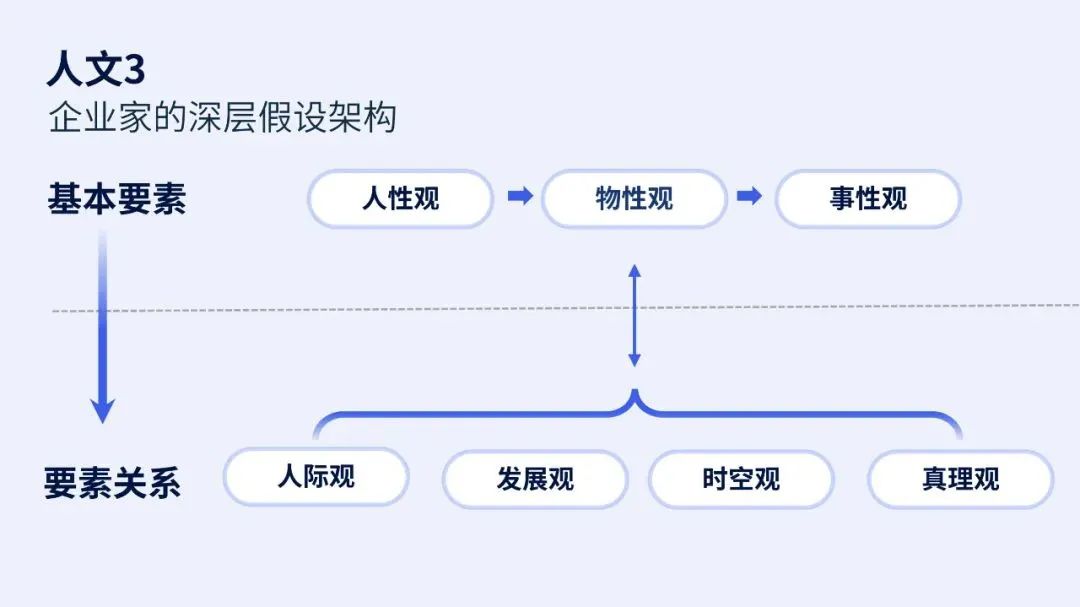 人文3
企业家的深层假设架构
基本要素
人性观
物性观
事性观
要素关系
人际观
发展观
时空观
真理观